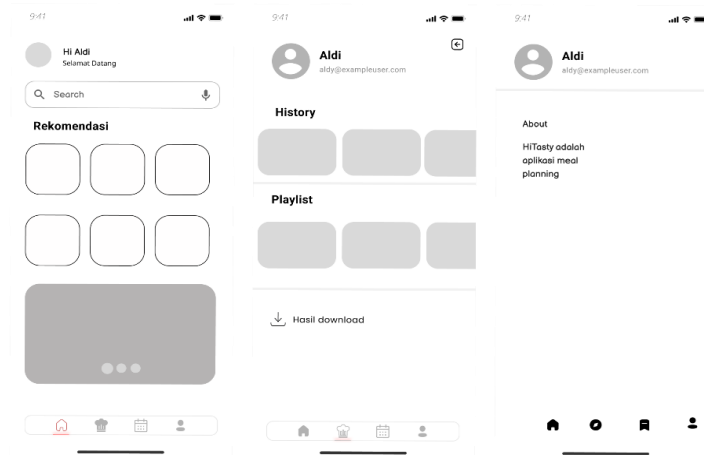 9:41
Hi Aldi
Selamat Datang
Search
Rekomendasi
9:41
Aldi
aldy@exampleuser.com
History
Playlist
Hasil download
9:41
Aldi
aldy@exampleuser.com
About
HiTasty adalah
aplikasi meal
planning